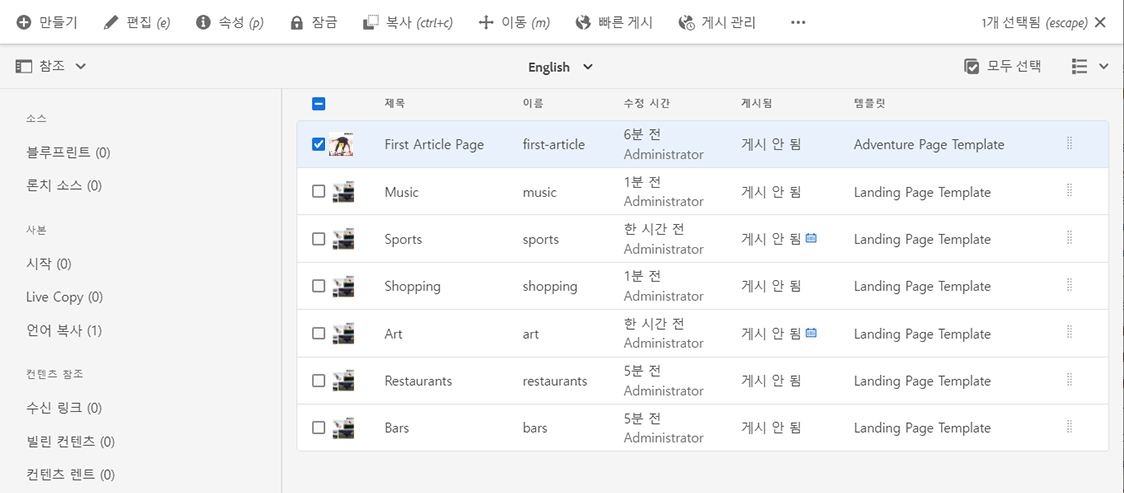 만들기 편집 (e) 속성 (p) 잠금 복사 (ctrl+c) 이동 (m) 빠른 게시 게시 관리 ••• 1개 선택됨 (escape)
참조 English 모두 선택
소스
블루프린트 (0)
론치 소스 (0)
사본
시작 (0)
Live Copy (0)
언어 복사 (1)
컨텐츠 참조
수신 링크 (0)
빌린 컨텐츠 (0)
컨텐츠 렌트 (0)
제목 이름 수정 시간 게시됨 템플릿
First Article Page first-article 6분 전 게시 안 됨 Adventure Page Template
Administrator
Music music 1분 전 게시 안 됨 Landing Page Template
Administrator
Sports sports 한 시간 전 게시 안 됨 Landing Page Template
Administrator
Shopping shopping 1분 전 게시 안 됨 Landing Page Template
Administrator
Art art 한 시간 전 게시 안 됨 Landing Page Template
Administrator
Restaurants restaurants 5분 전 게시 안 됨 Landing Page Template
Administrator
Bars bars 5분 전 게시 안 됨 Landing Page Template
Administrator